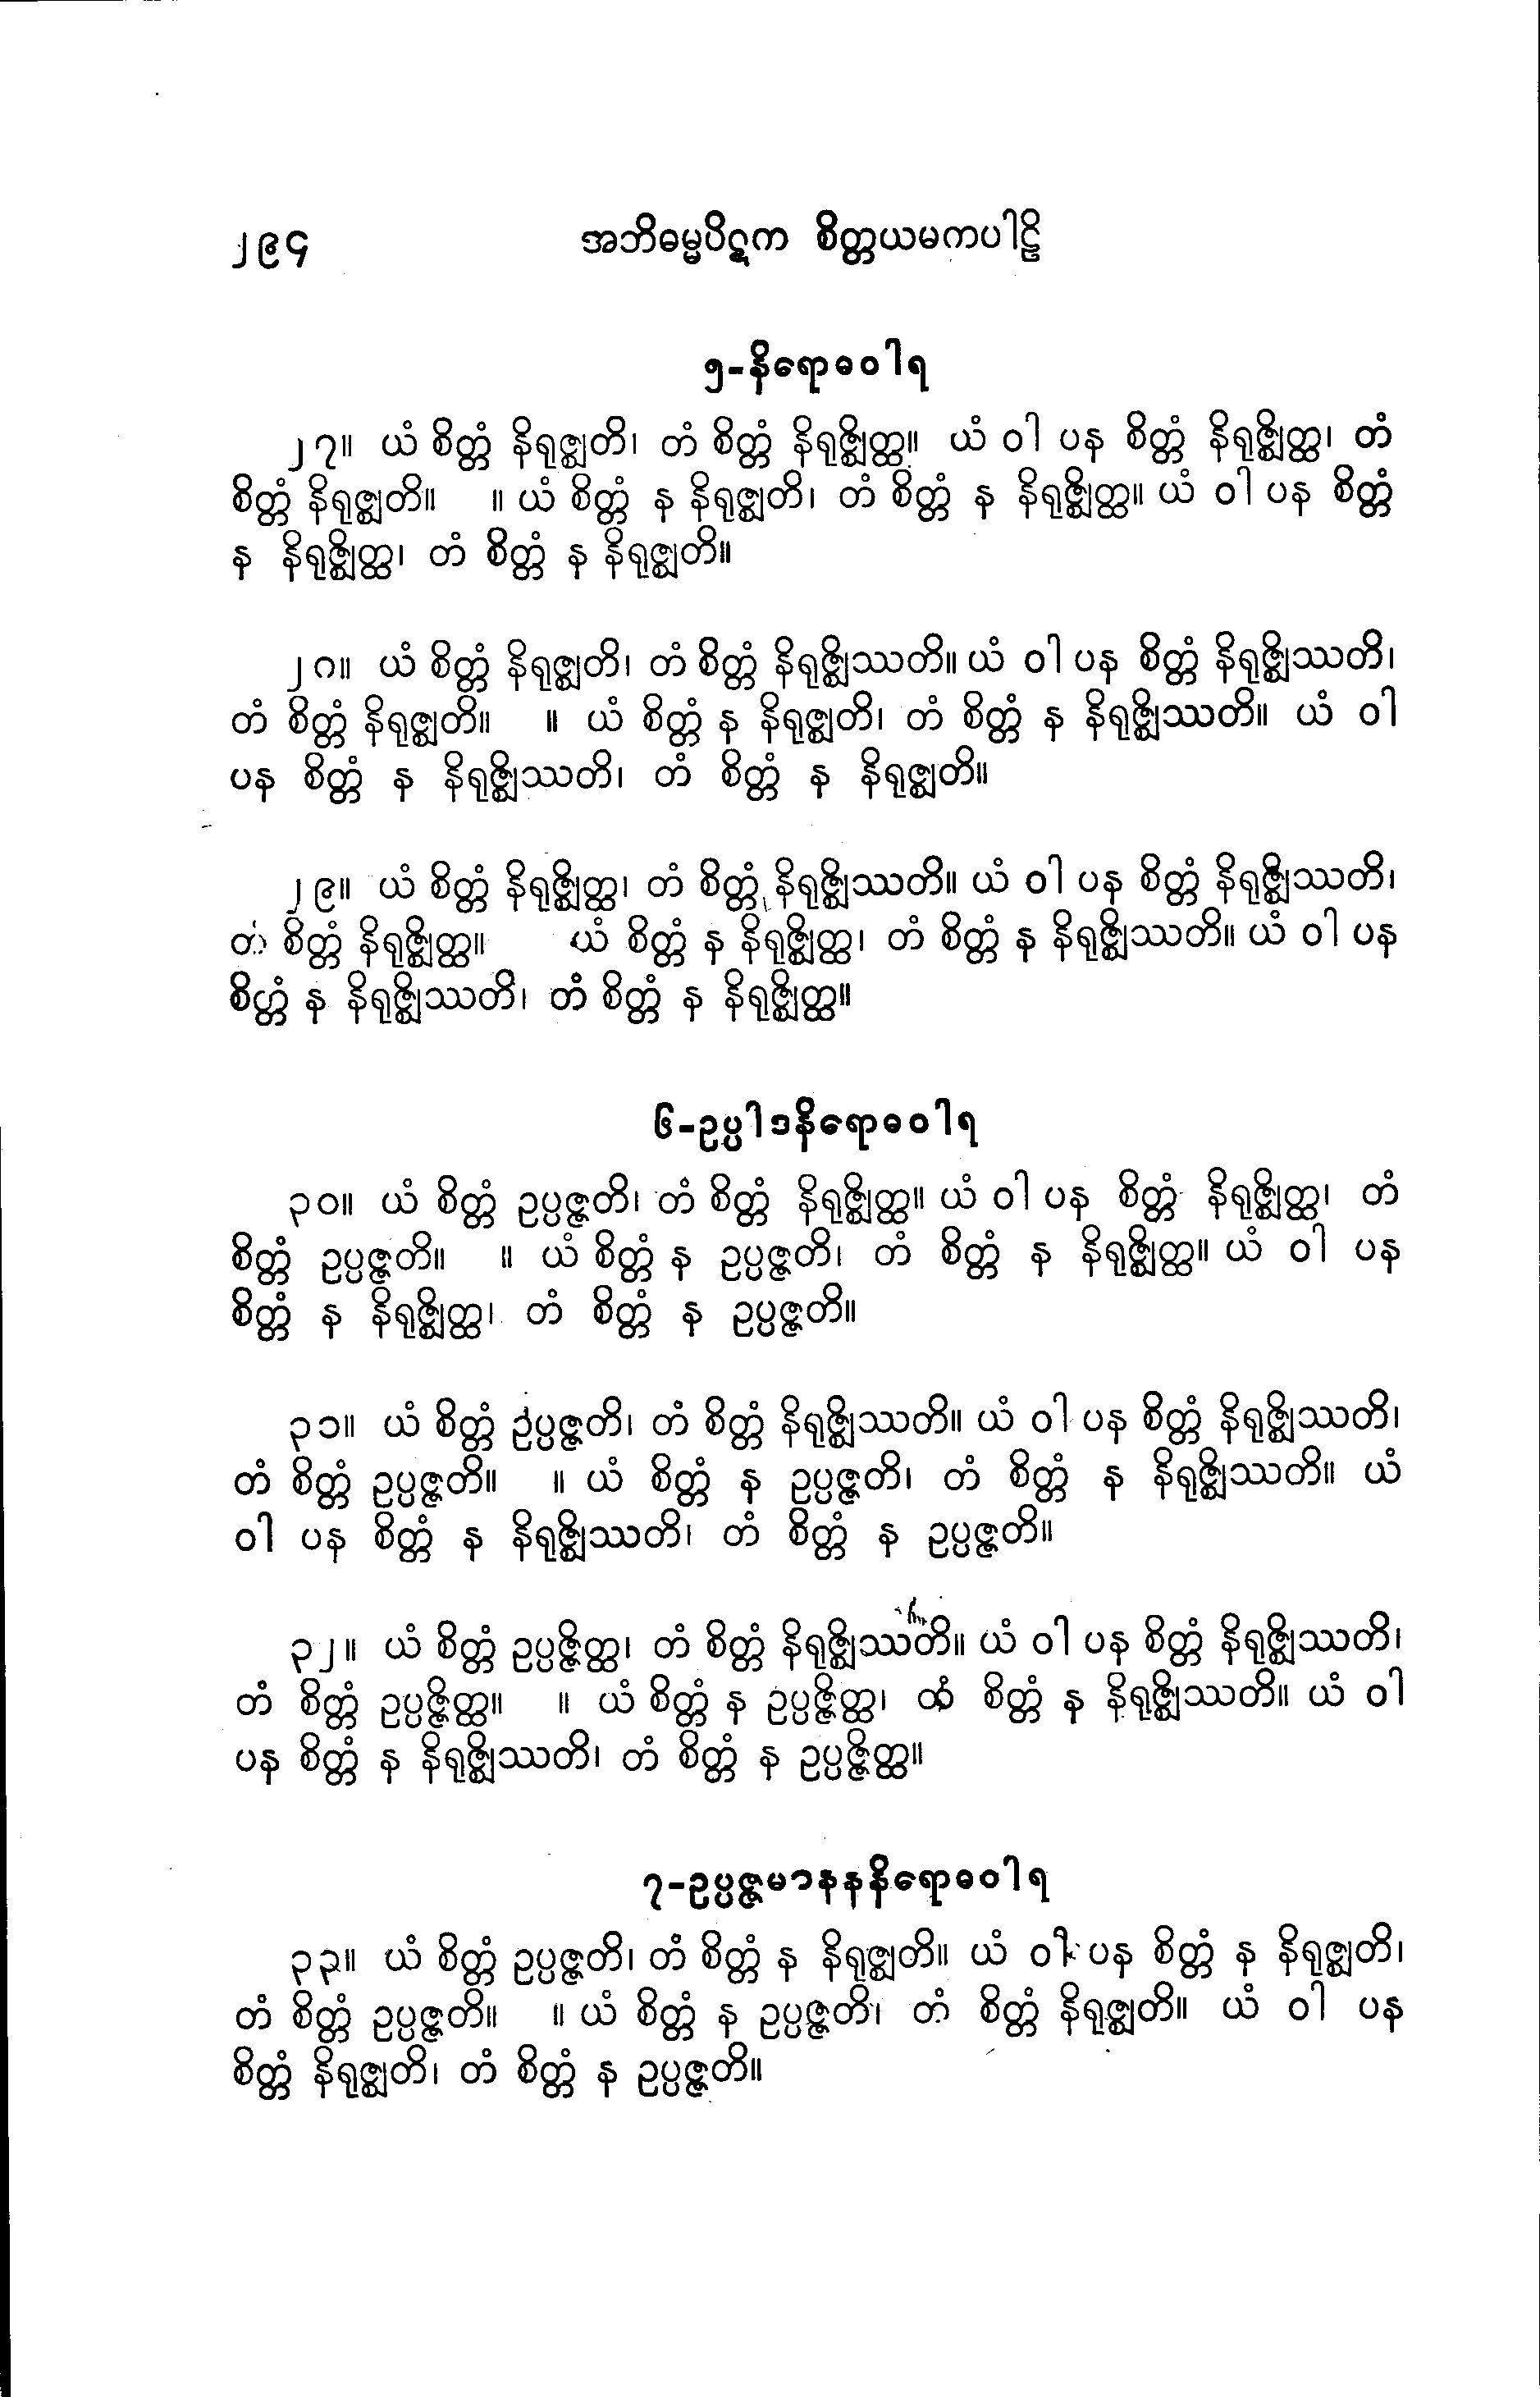 ၂၉၄ အဘိဓမ္မပိဋက စိတ္တယမကပါဠိ
၅-နိရောဓဝါရ
၂၇။ ယံ စိတ္တံ နိရုဇ္ဈတိ၊ တံ စိတ္တံ နိရုဇ္ဈိတ္ထ။ ယံ ဝါ ပန စိတ္တံ နိရုဇ္ဈိတ္ထ၊ တံ
စိတ္တံ နိရုဇ္ဈတိ။ ။ ယံ စိတ္တံ န နိရုဇ္ဈတိ၊ တံ စိတ္တံ န နိရုဇ္ဈိတ္ထ။ ယံ ဝါ ပန စိတ္တံ
န နိရုဇ္ဈိတ္ထ၊ တံ စိတ္တံ န နိရုဇ္ဈတိ။
၂၈။ ယံ စိတ္တံ နိရုဇ္ဈတိ၊ တံ စိတ္တံ နိရုဇ္ဈိဿတိ။ ယံ ဝါ ပန စိတ္တံ နိရုဇ္ဈိဿတိ၊
တံ စိတ္တံ နိရုဇ္ဈတိ။ ။ ယံ စိတ္တံ န နိရုဇ္ဈတိ၊ တံ စိတ္တံ န နိရုဇ္ဈိဿတိ။ ယံ ဝါ
ပန စိတ္တံ န နိရုဇ္ဈိဿတိ၊ တံ စိတ္တံ န နိရုဇ္ဈတိ။
၂၉။ ယံ စိတ္တံ နိရုဇ္ဈိတ္ထ၊ တံ စိတ္တံ နိရုဇ္ဈိဿတိ။ ယံ ဝါ ပန စိတ္တံ နိရုဇ္ဈိဿတိ၊
တံ စိတ္တံ နိရုဇ္ဈိတ္ထ။ ယံ စိတ္တံ န နိရုဇ္ဈိတ္ထ၊ တံ စိတ္တံ န နိရုဇ္ဈိဿတိ။ ယံ ဝါ ပန
စိတ္တံ န နိရုဇ္ဈိဿတိ၊ တံ စိတ္တံ န နိရုဇ္ဈိတ္ထ။
၆-ဥပ္ပါဒနိရောဓဝါရ
၃၀။ ယံ စိတ္တံ ဥပ္ပဇ္ဇတိ၊ တံ စိတ္တံ နိရုဇ္ဈိတ္ထ။ ယံ ဝါ ပန စိတ္တံ နိရုဇ္ဈိတ္ထ၊ တံ
စိတ္တံ ဥပ္ပဇ္ဇတိ။ ။ ယံ စိတ္တံ န ဥပ္ပဇ္ဇတိ၊ တံ စိတ္တံ န နိရုဇ္ဈိတ္ထ။ ယံ ဝါ ပန
စိတ္တံ န နိရုဇ္ဈိတ္ထ၊ တံ စိတ္တံ န ဥပ္ပဇ္ဇတိ။
၃၁။ ယံ စိတ္တံ ဥပ္ပဇ္ဇတိ၊ တံ စိတ္တံ နိရုဇ္ဈိဿတိ။ ယံ ဝါ ပန စိတ္တံ နိရုဇ္ဈိဿတိ၊
တံ စိတ္တံ ဥပ္ပဇ္ဇတိ။ ။ ယံ စိတ္တံ န ဥပ္ပဇ္ဇတိ၊ တံ စိတ္တံ န နိရုဇ္ဈိဿတိ။ ယံ
ဝါ ပန စိတ္တံ န နိရုဇ္ဈိဿတိ၊ တံ စိတ္တံ န ဥပ္ပဇ္ဇတိ။
၃၂။ ယံ စိတ္တံ ဥပ္ပဇ္ဇိတ္ထ၊ တံ စိတ္တံ နိရုဇ္ဈိဿတိ။ ယံ ဝါ ပန စိတ္တံ နိရုဇ္ဈိဿတိ၊
တံ စိတ္တံ ဥပ္ပဇ္ဇိတ္ထ။ ။ ယံ စိတ္တံ န ဥပ္ပဇ္ဇိတ္ထ၊ တံ စိတ္တံ န နိရုဇ္ဈိဿတိ။ ယံ ဝါ
ပန စိတ္တံ န နိရုဇ္ဈိဿတိ၊ တံ စိတ္တံ န ဥပ္ပဇ္ဇိတ္ထ။
၇-ဥပ္ပဇ္ဇမာနနနိရောဓဝါရ
၃၃။ ယံ စိတ္တံ ဥပ္ပဇ္ဇတိ၊ တံ စိတ္တံ န နိရုဇ္ဈတိ။ ယံ ဝါ ပန စိတ္တံ န နိရုဇ္ဈတိ၊
တံ စိတ္တံ ဥပ္ပဇ္ဇတိ။ ။ ယံ စိတ္တံ န ဥပ္ပဇ္ဇတိ၊ တံ စိတ္တံ နိရုဇ္ဈတိ။ ယံ ဝါ ပန
စိတ္တံ နိရုဇ္ဈတိ၊ တံ စိတ္တံ န ဥပ္ပဇ္ဇတိ။